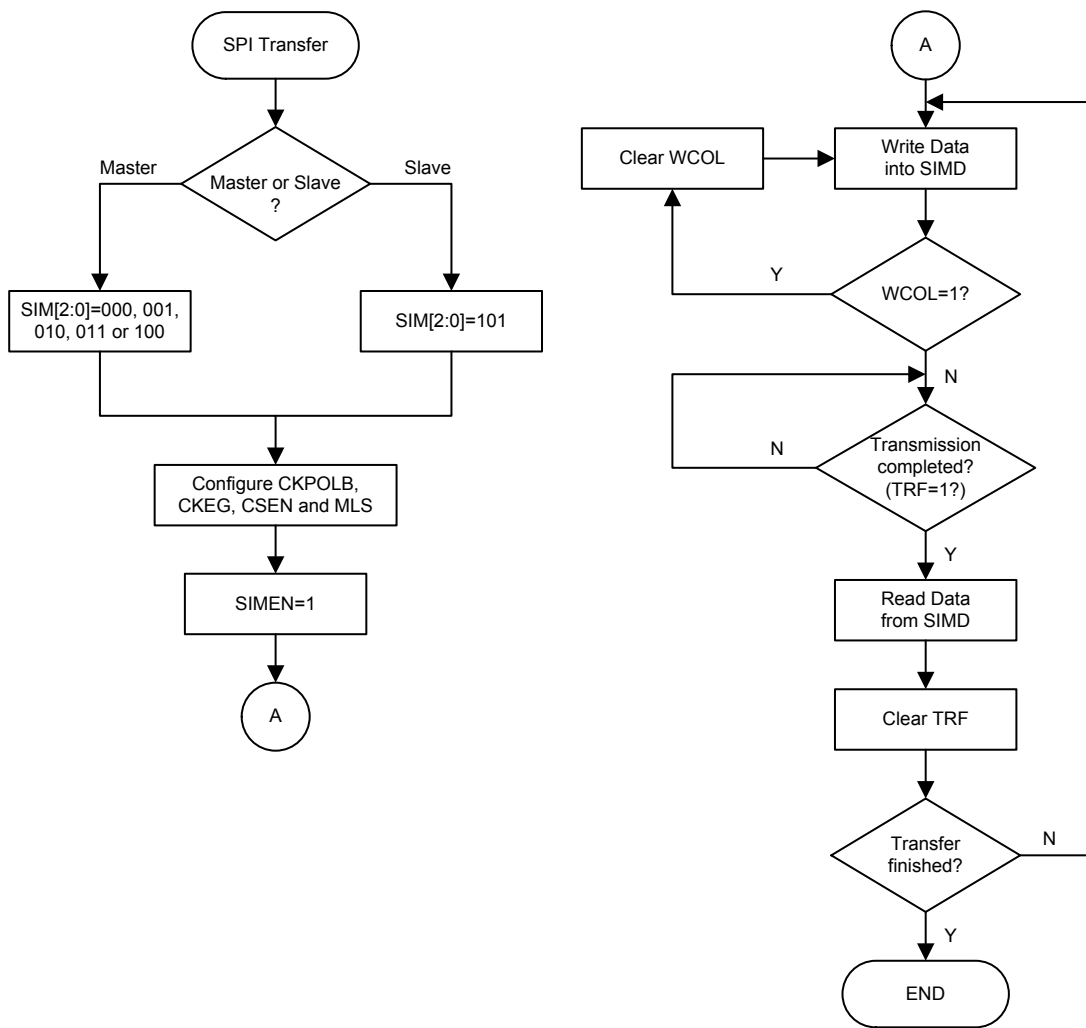 SPI Transfer
Master
Master or Slave
?
Slave
SIM[2:0]=000, 001,
010, 011 or 100
SIM[2:0]=101
Configure CKPOLB,
CKEG, CSEN and MLS
SIMEN=1
A
A
Clear WCOL
Write Data
into SIMD
Y
WCOL=1?
N
N
Transmission
completed?
(TRF=1?)
Y
Read Data
from SIMD
Clear TRF
Transfer
finished?
N
Y
END